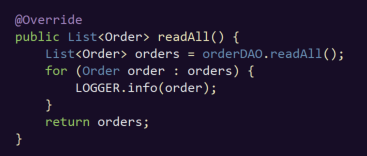 @Override
public List<Order> readAll() {
    List<Order> orders = orderDAO.readAll();
    for (Order order : orders) {
        LOGGER.info(order);
    }
    return orders;
}